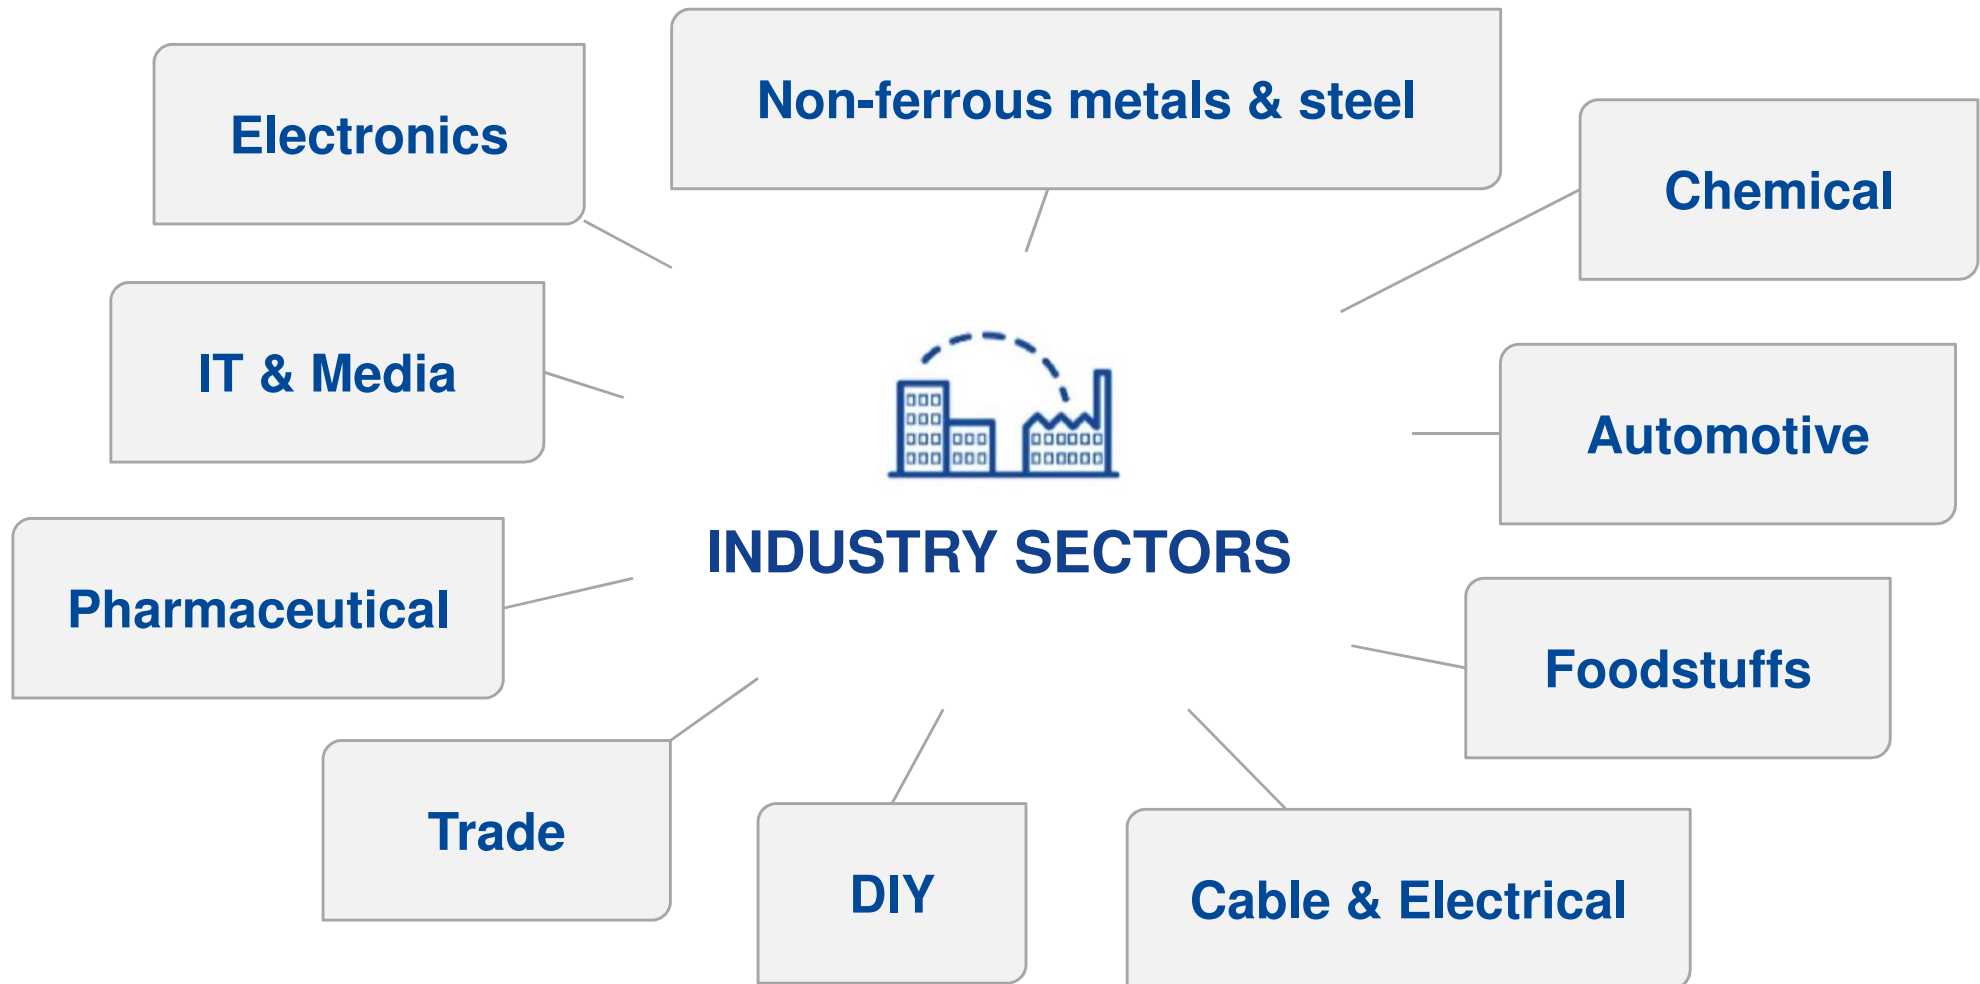 Non-ferrous metals & steel
Electronics
Chemical
IT & Media
Automotive
INDUSTRY SECTORS
Pharmaceutical
Foodstuffs
Trade
DIY
Cable & Electrical